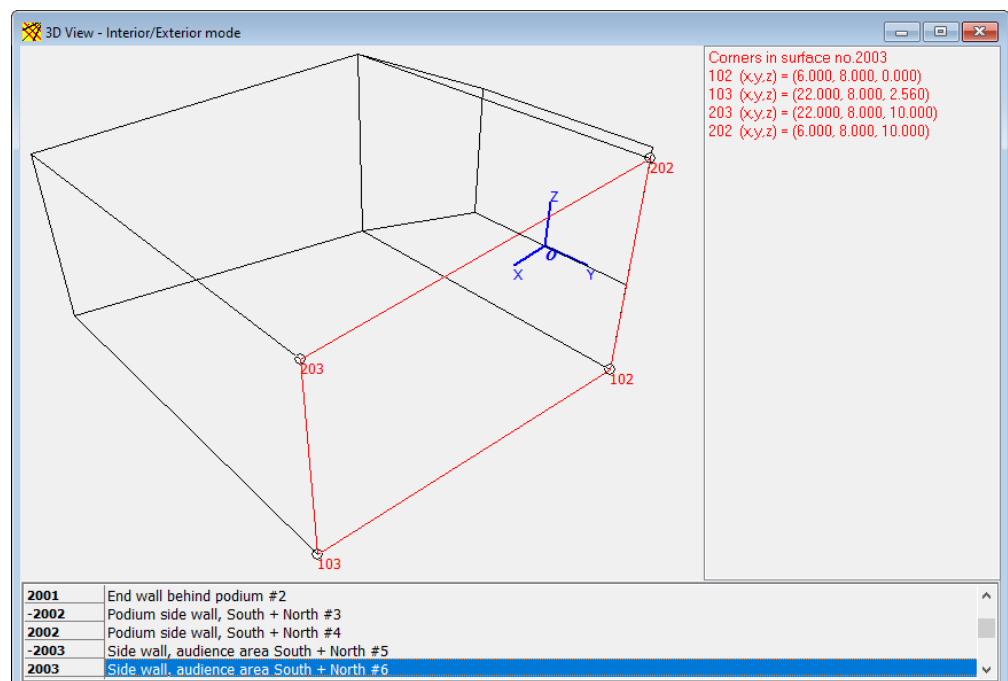 3D View - Interior/Exterior mode
Corners in surface no.2003
102 (x,y,z) = (6.000, 8.000, 0.000)
103 (x,y,z) = (22.000, 8.000, 2.560)
203 (x,y,z) = (22.000, 8.000, 10.000)
202 (x,y,z) = (6.000, 8.000, 10.000)
202
Z
O
X
Y
203
102
103
2001 End wall behind podium #2
-2002 Podium side wall, South + North #3
2002 Podium side wall, South + North #4
-2003 Side wall, audience area South + North #5
2003 Side wall, audience area South + North #6